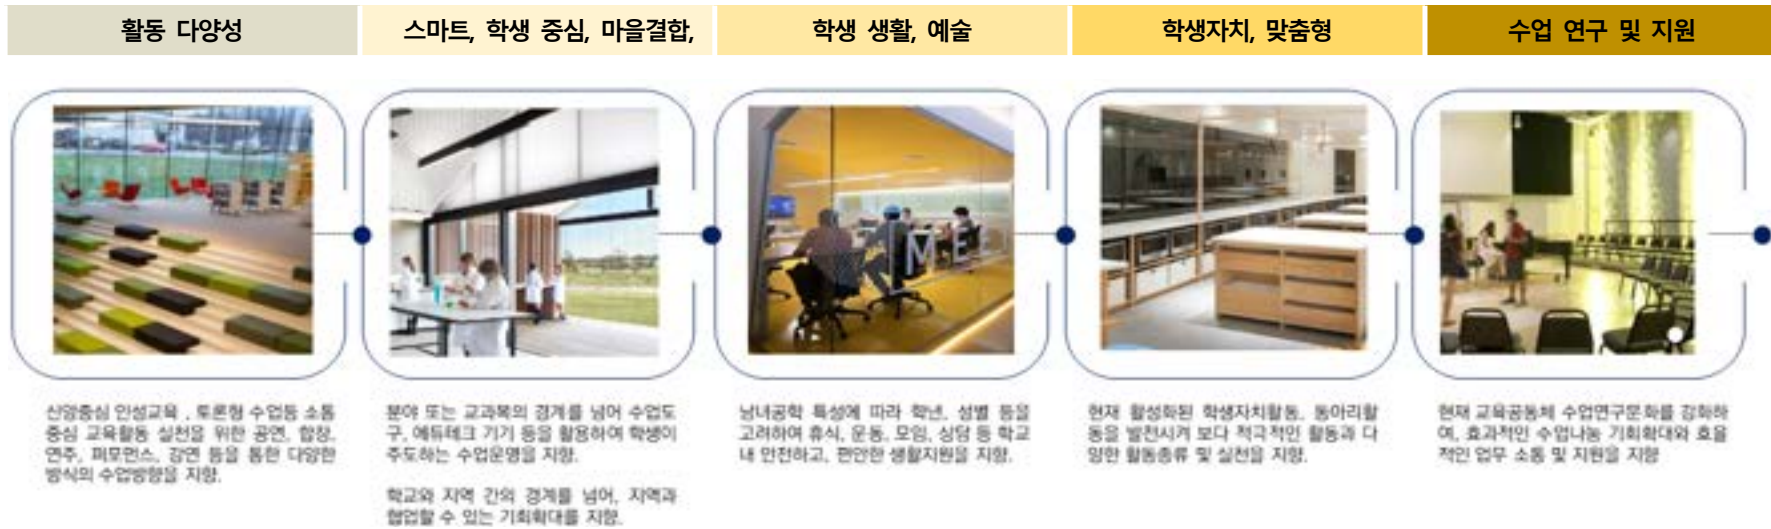 활동 다양성
스마트, 학생 중심, 마을결합,
학생 생활, 예술
학생자치, 맞춤형
수업 연구 및 지원
MEE
신앙중심 인성교육 , 토론형 수업등 소통
중심 교육활동 실천을 위한 공연, 합창,
연주, 퍼포먼스, 강연 등을 통한 다양한
방식의 수업방향을 지향.
분야 또는 교과목의 경계를 넘어 수업도
구, 에듀테크 기기 등을 활용하여 학생이
주도하는 수업운영을 지향.
학교와 지역 간의 경계를 넘어, 지역과
협업할 수 있는 기회확대를 지향.
남녀공학 특성에 따라 학년, 성별 등을
고려하여 휴식, 운동, 모임, 상담 등 학교
내 안전하고, 편안한 생활지원을 지향.
현재 활성화된 학생자치활동, 동아리활
동을 발전시켜 보다 적극적인 활동과 다
양한 활동종류 및 실천을 지향.
현재 교육공동체 수업연구문화를 강화하
여, 효과적인 수업나눔 기회확대와 효율
적인 업무 소통 및 지원을 지향